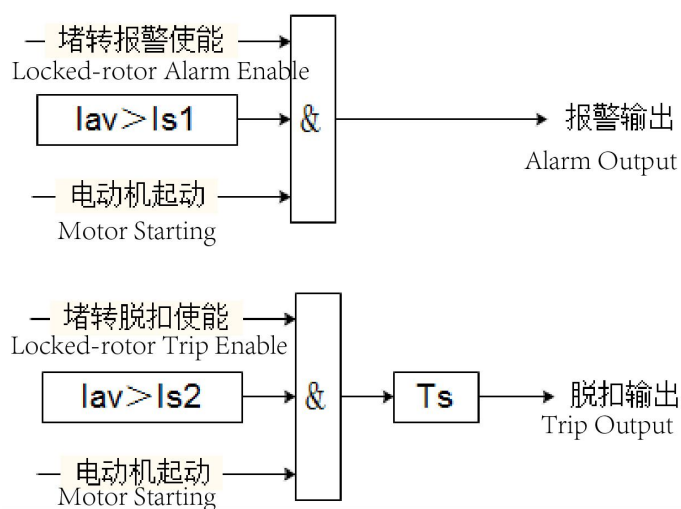 堵转报警使能
Locked-rotor Alarm Enable
Iav>Is1
&
报警输出
Alarm Output
电动机起动
Motor Starting
堵转脱扣使能
Locked-rotor Trip Enable
Iav>Is2
&
Ts
脱扣输出
Trip Output
电动机起动
Motor Starting